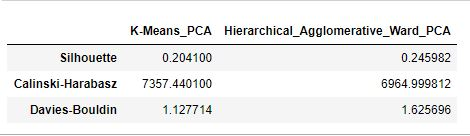 K-Means_PCA Hierarchical_Agglomerative_Ward_PCA
Silhouette 0.204100 0.245982
Calinski-Harabasz 7357.440100 6964.999812
Davies-Bouldin 1.127714 1.625696